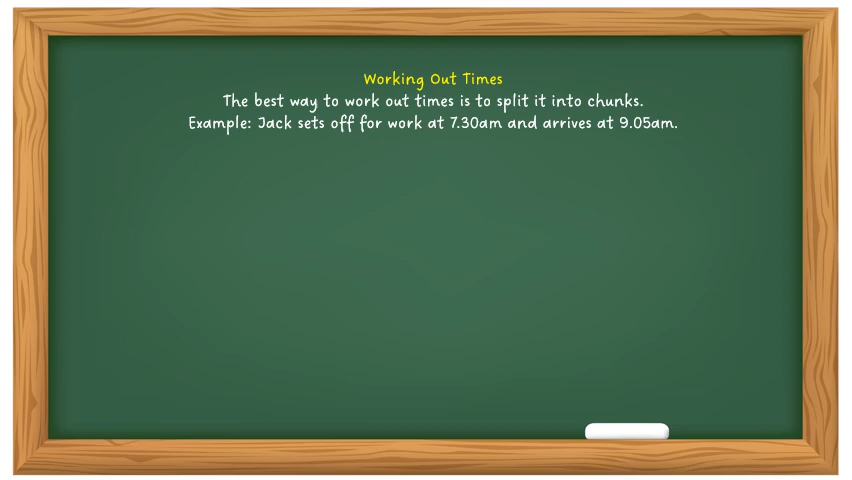 Working Out Times
The best way to work out times is to split it into chunks.
Example: Jack sets off for work at 7.30am and arrives at 9.05am.